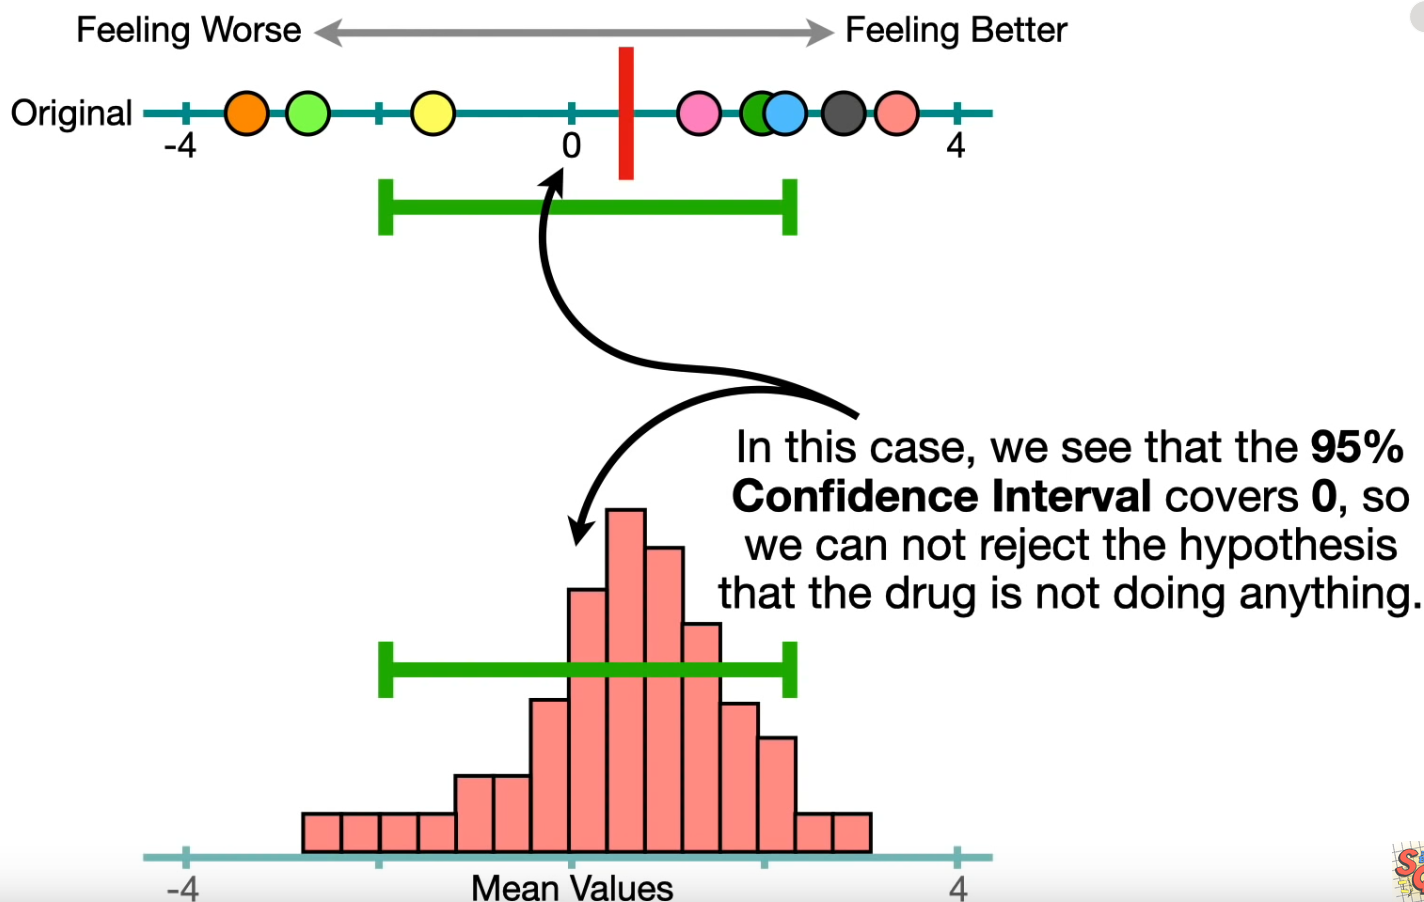 Feeling Worse
Feeling Better
Original
-4
0
4
In this case, we see that the 95%
Confidence Interval covers 0, so
we can not reject the hypothesis
that the drug is not doing anything.
-4
Mean Values
4